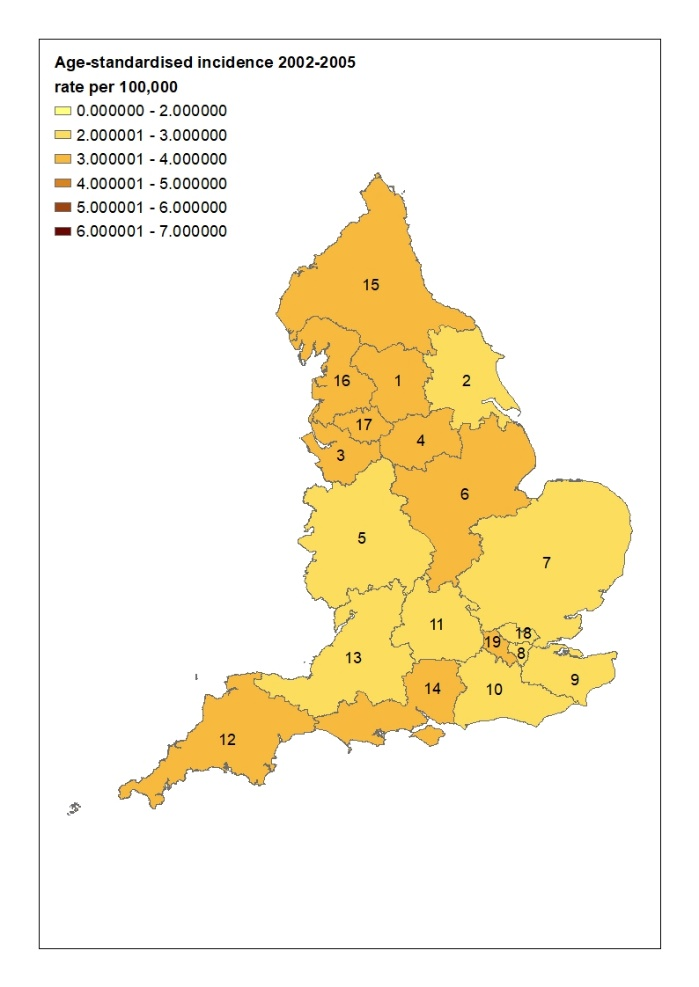 Age-standardised incidence 2002-2005
rate per 100,000
0.000000 - 2.000000
2.000001 - 3.000000
3.000001 - 4.000000
4.000001 - 5.000000
5.000001 - 6.000000
6.000001 - 7.000000
15
16
1
2
17
4
3
6
5
7
11
18
19
8
13
9
14
10
12